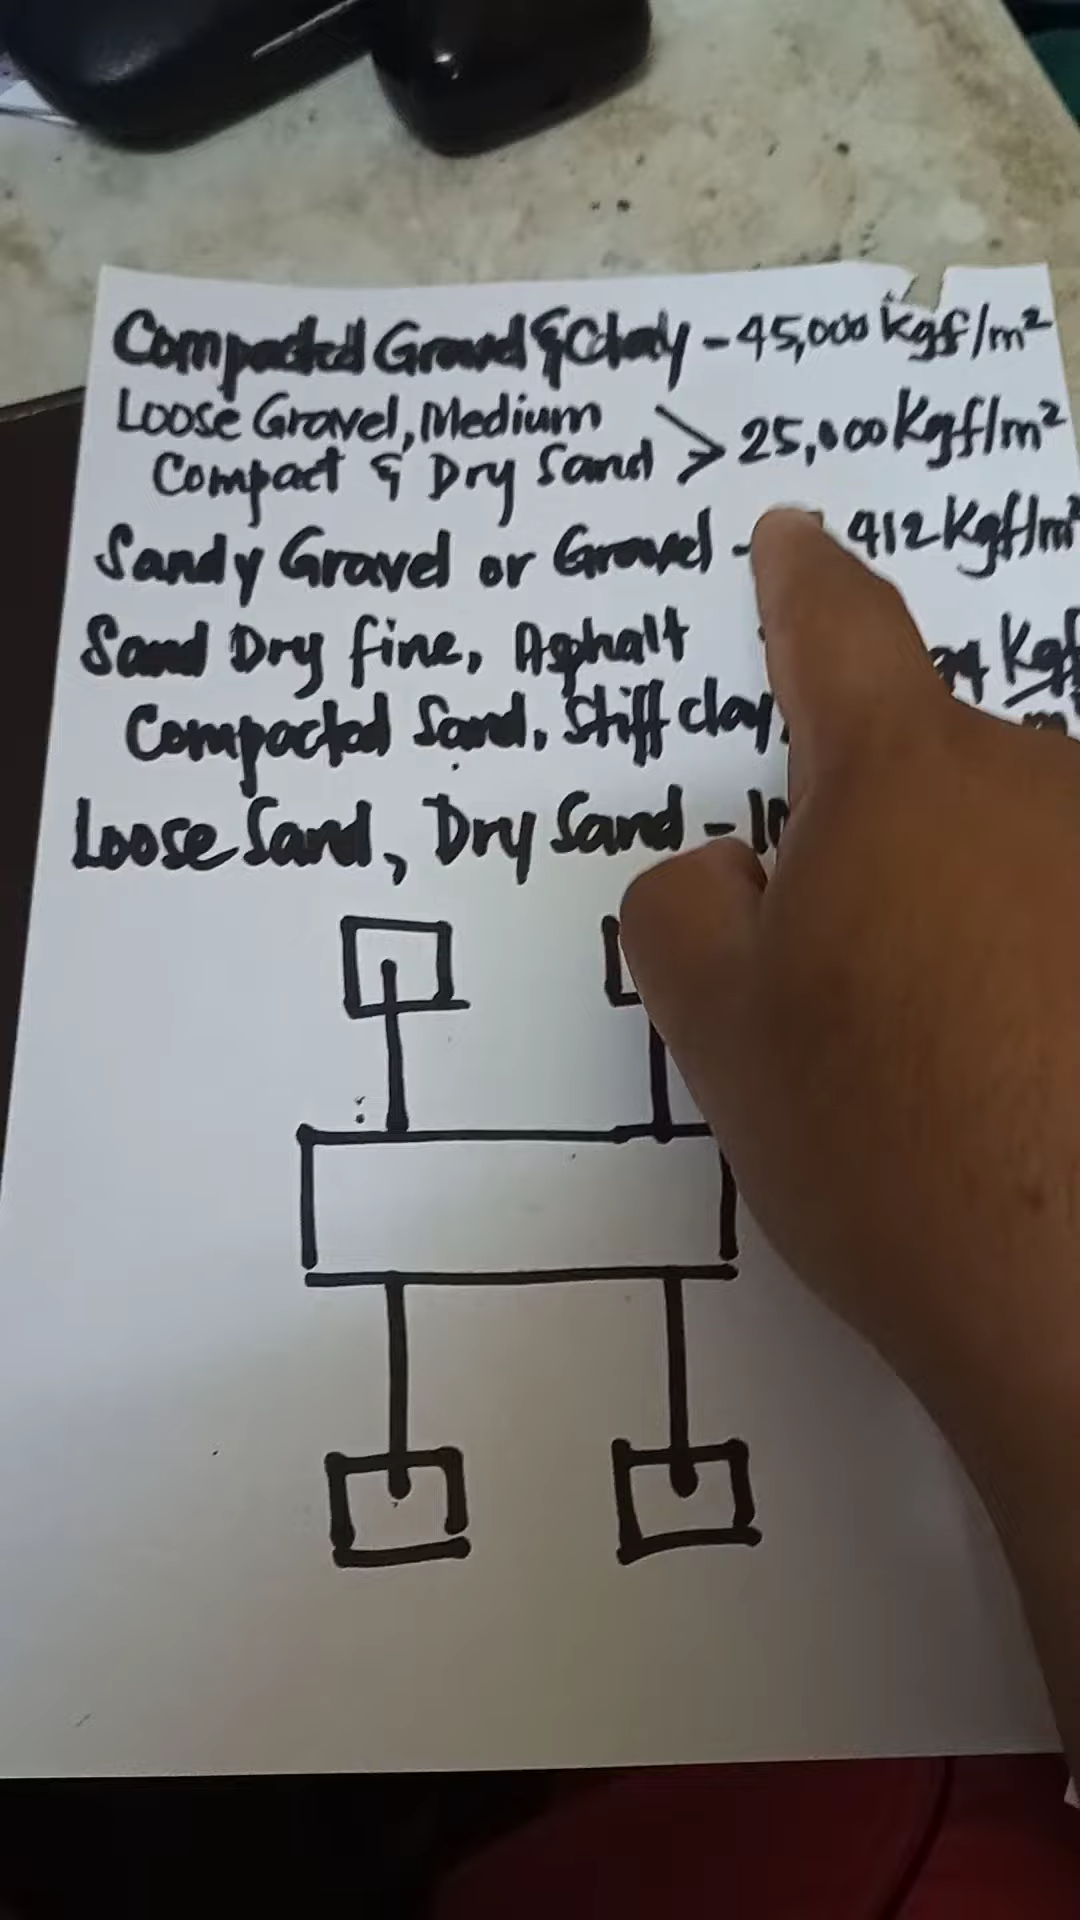 Compacted Gravel & Clay - 45,000 kgf/m²
Loose Gravel, Medium
Compact & Dry Sand > 25,000 Kgf/m²
Sandy Gravel or Gravel - 412 Kgf/m²
Sand Dry fine, Asphalt
Compacted Sand, Stiff clay
Loose Sand, Dry Sand -